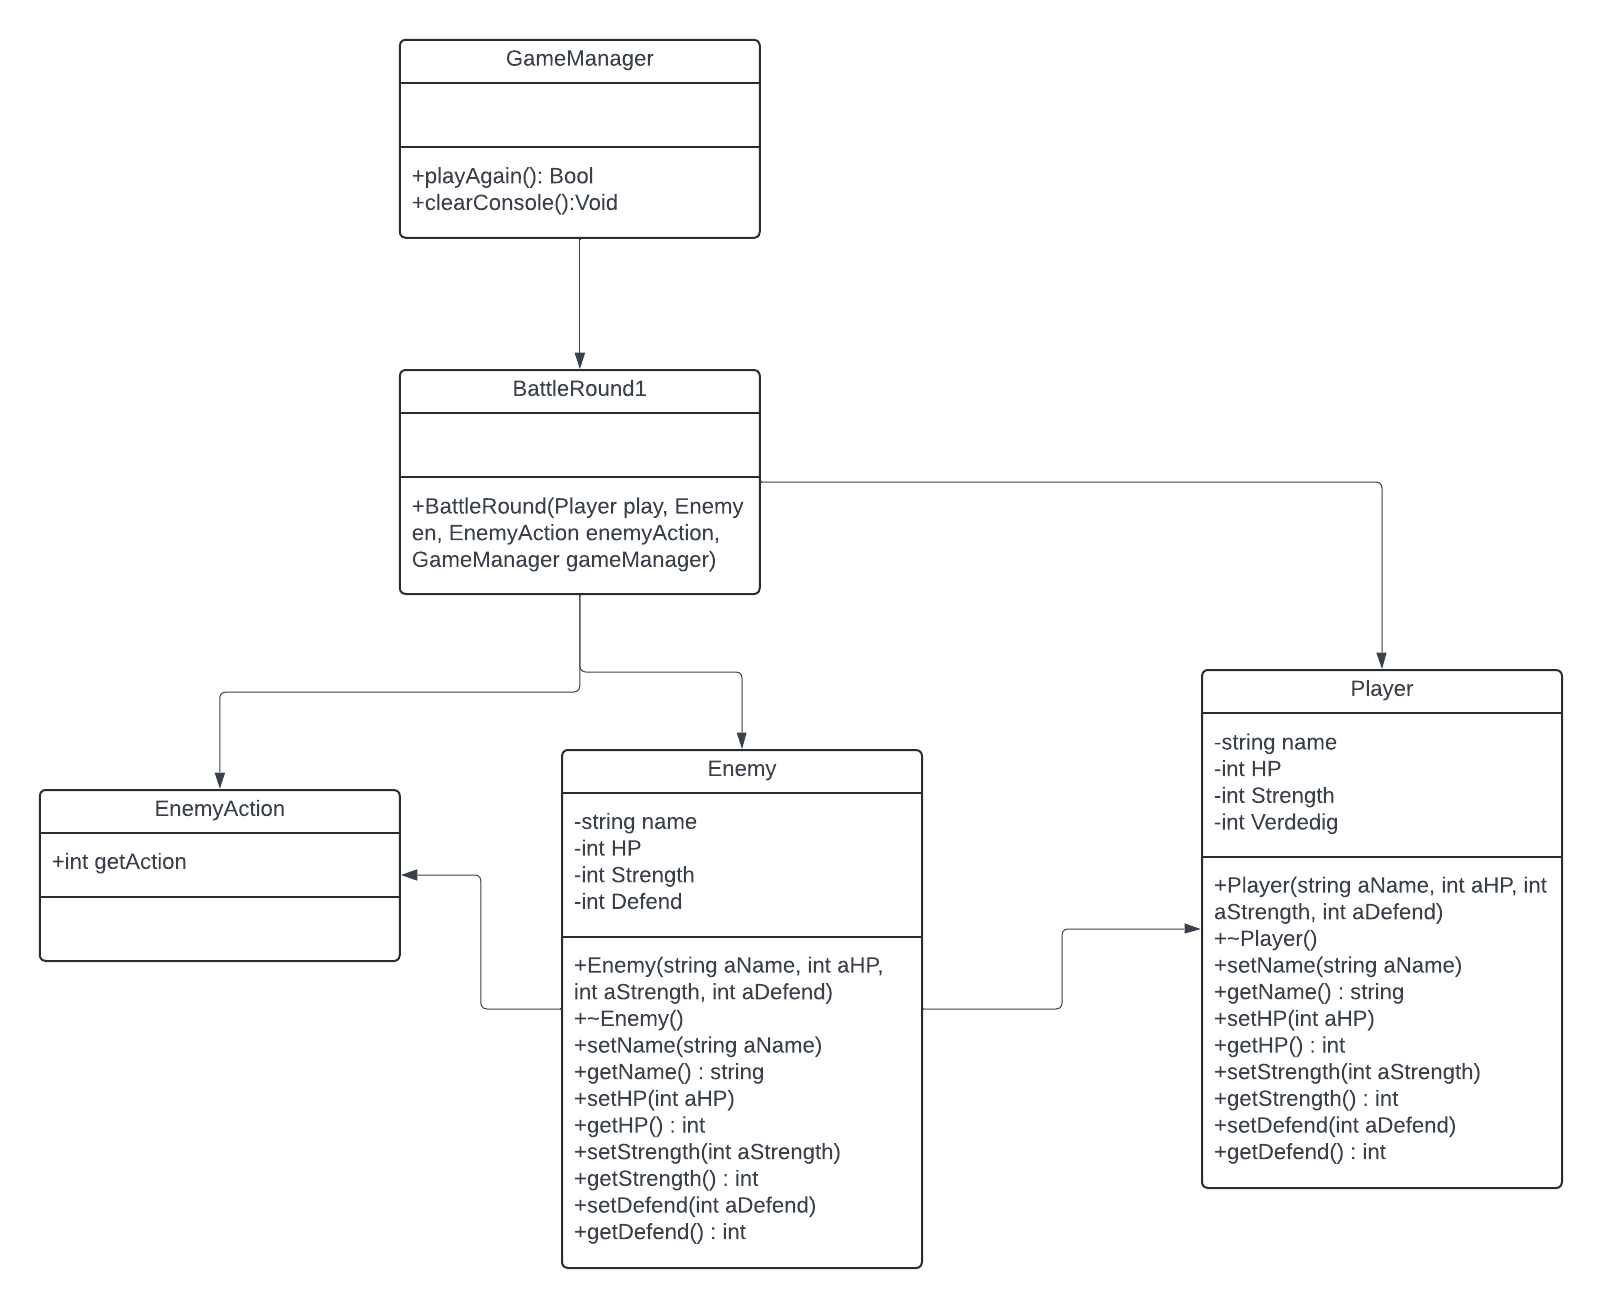 GameManager
+playAgain(): Bool
+clearConsole():Void
BattleRound1
+BattleRound(Player play, Enemy
en, EnemyAction enemyAction,
GameManager gameManager)
EnemyAction
+int getAction
Enemy
-string name
-int HP
-int Strength
-int Defend
+Enemy(string aName, int aHP,
int aStrength, int aDefend)
+~Enemy()
+setName(string aName)
+getName() : string
+setHP(int aHP)
+getHP() : int
+setStrength(int aStrength)
+getStrength() : int
+setDefend(int aDefend)
+getDefend() : int
Player
-string name
-int HP
-int Strength
-int Verdedig
+Player(string aName, int aHP, int
aStrength, int aDefend)
+~Player()
+setName(string aName)
+getName() : string
+setHP(int aHP)
+getHP() : int
+setStrength(int aStrength)
+getStrength() : int
+setDefend(int aDefend)
+getDefend() : int